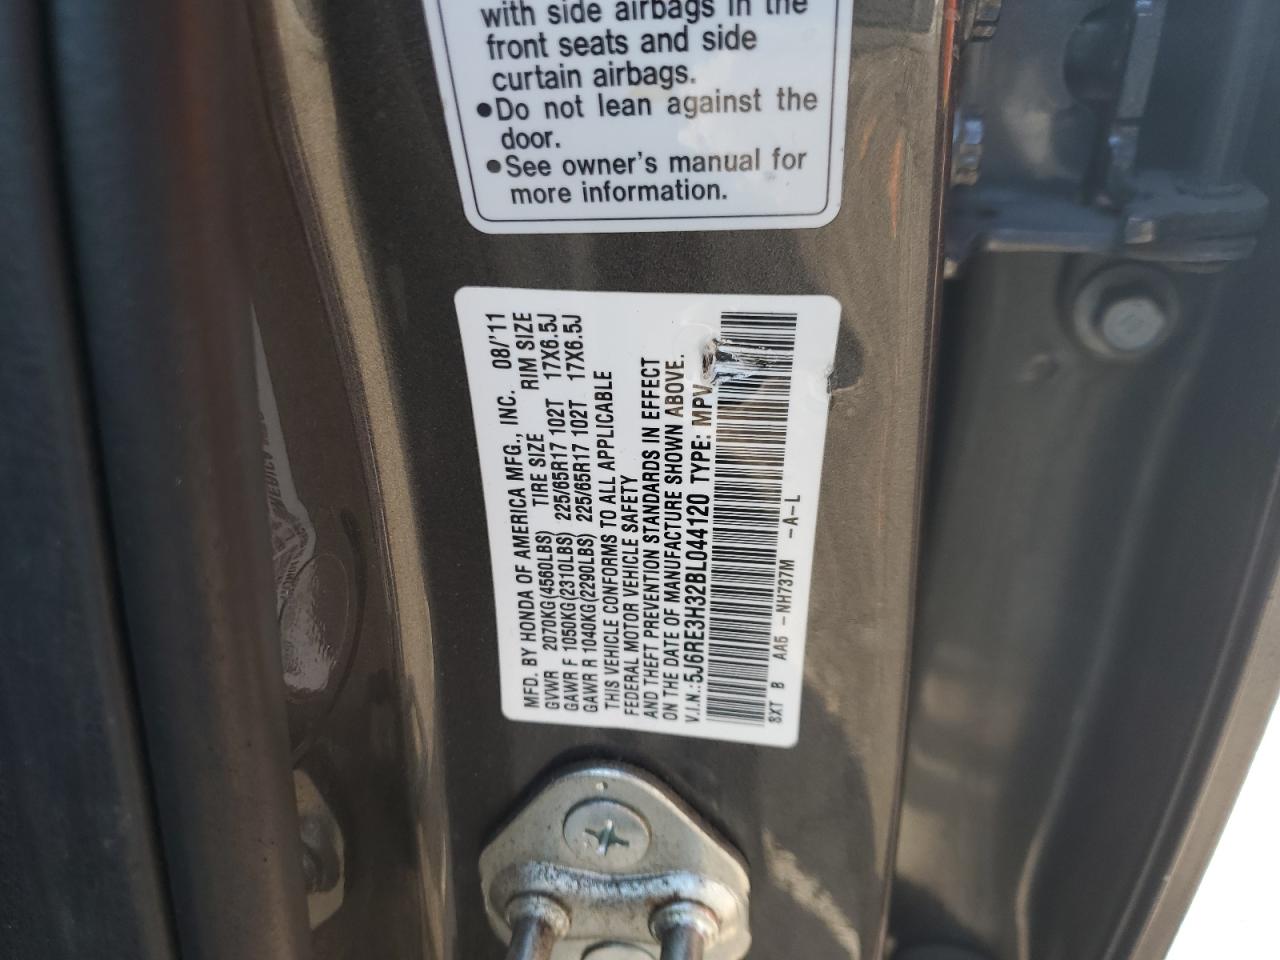 with side airbags in the
front seats and side
curtain airbags.
●Do not lean against the
door.
●See owner's manual for
more information.
MFD. BY HONDA OF AMERICA MFG., INC. 08/'11
GVWR 2070KG(4560LBS) TIRE SIZE RIM SIZE
GAWR F 1050KG(2310LBS) 225/65R17 102T 17X6.5J
GAWR R 1040KG(2290LBS) 225/65R17 102T 17X6.5J
THIS VEHICLE CONFORMS TO ALL APPLICABLE
FEDERAL MOTOR VEHICLE SAFETY
AND THEFT PREVENTION STANDARDS IN EFFECT
ON THE DATE OF MANUFACTURE SHOWN ABOVE.
V.I.N.:5J6RE3H32BL044120 TYPE: MPV
SXT B AA5 -NH737M -A-L